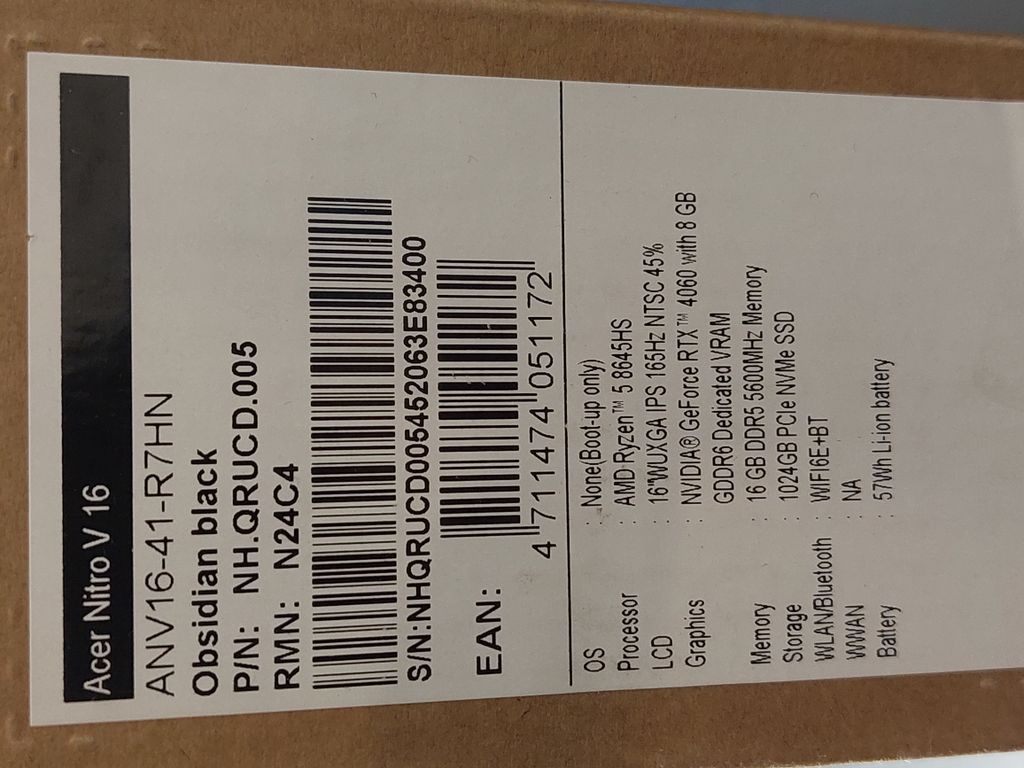 Acer Nitro V 16
ANV16-41-R7HN
Obsidian black
P/N: NH.QRUCD.005
RMN: N24C4
S/N:NHQRUCD005452063E83400
EAN:
4 711474 051172
OS : None(Boot-up only)
Processor : AMD Ryzen™ 5 8645HS
LCD : 16"WUXGA IPS 165Hz NTSC 45%
Graphics : NVIDIA® GeForce RTX™ 4060 with 8 GB
GDDR6 Dedicated VRAM
Memory : 16 GB DDR5 5600MHz Memory
Storage : 1024GB PCIe NVMe SSD
WLAN/Bluetooth : WIFI6E+BT
WWAN : NA
Battery : 57Wh Li-ion battery